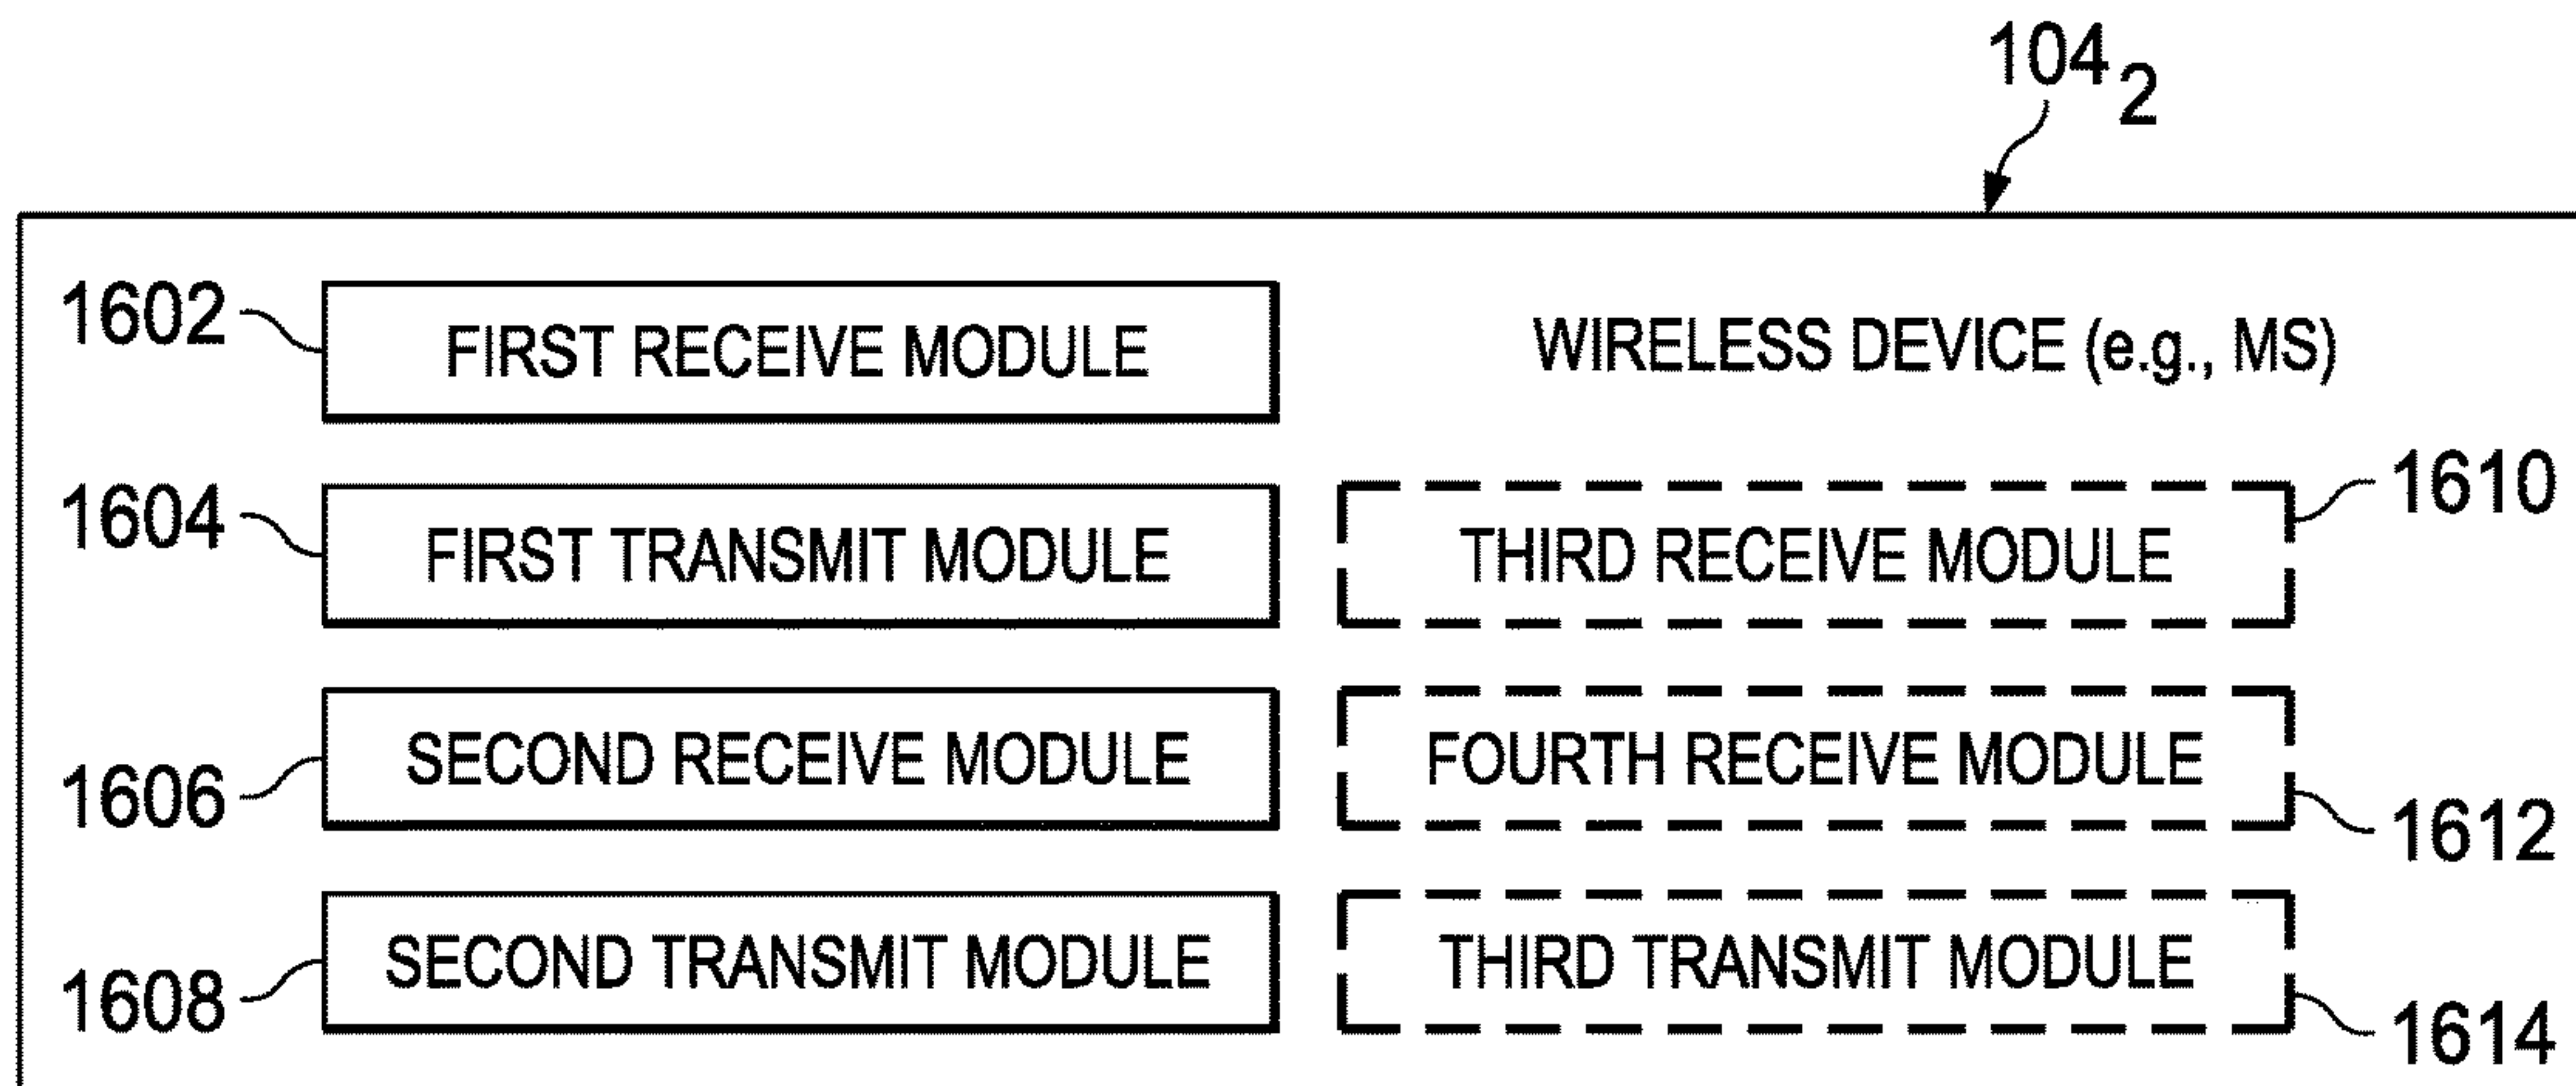 104₂
1602 FIRST RECEIVE MODULE WIRELESS DEVICE (e.g., MS)
1604 FIRST TRANSMIT MODULE THIRD RECEIVE MODULE 1610
1606 SECOND RECEIVE MODULE FOURTH RECEIVE MODULE 1612
1608 SECOND TRANSMIT MODULE THIRD TRANSMIT MODULE 1614